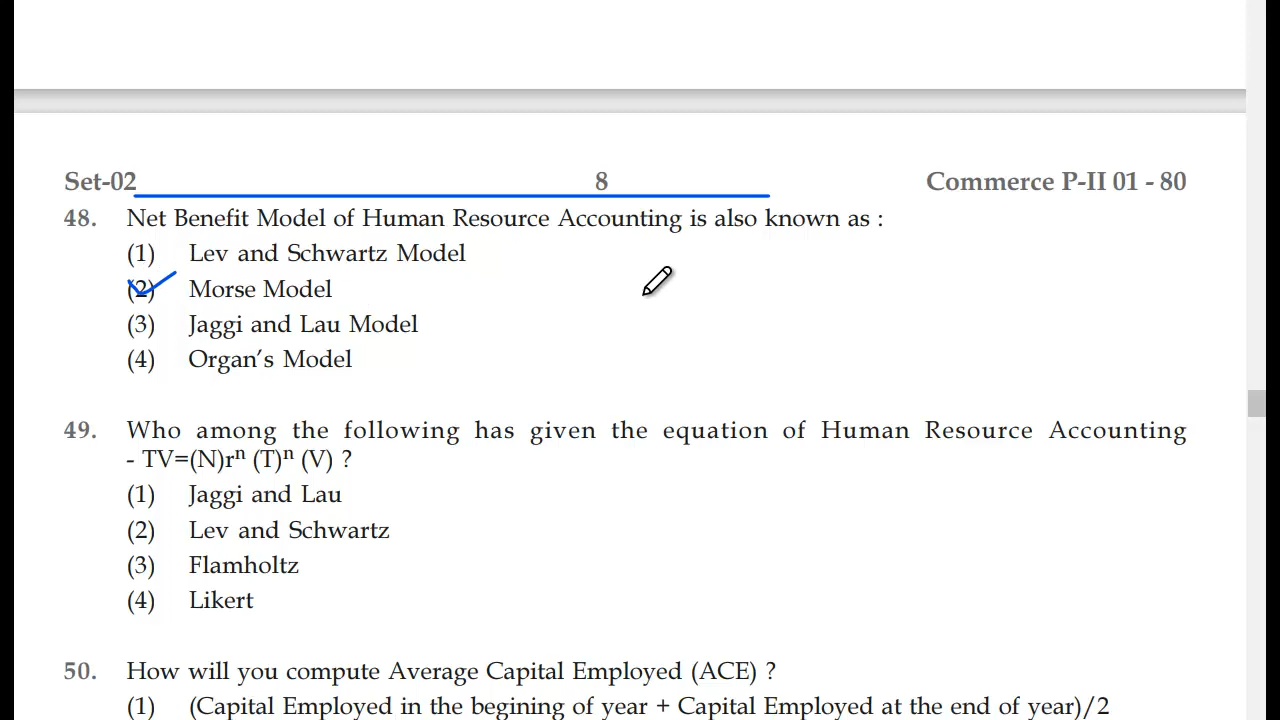 Set-02 8 Commerce P-II 01 - 80
48. Net Benefit Model of Human Resource Accounting is also known as :
(1) Lev and Schwartz Model
(2) Morse Model
(3) Jaggi and Lau Model
(4) Organ’s Model
49. Who among the following has given the equation of Human Resource Accounting
- TV=(N)rⁿ (T)ⁿ (V) ?
(1) Jaggi and Lau
(2) Lev and Schwartz
(3) Flamholtz
(4) Likert
50. How will you compute Average Capital Employed (ACE) ?
(1) (Capital Employed in the begining of year + Capital Employed at the end of year)/2